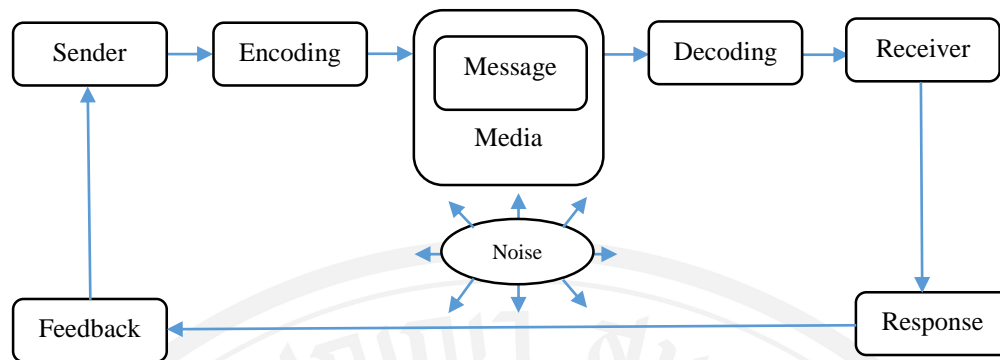 Sender
Encoding
Message
Media
Decoding
Receiver
Noise
Feedback
Response